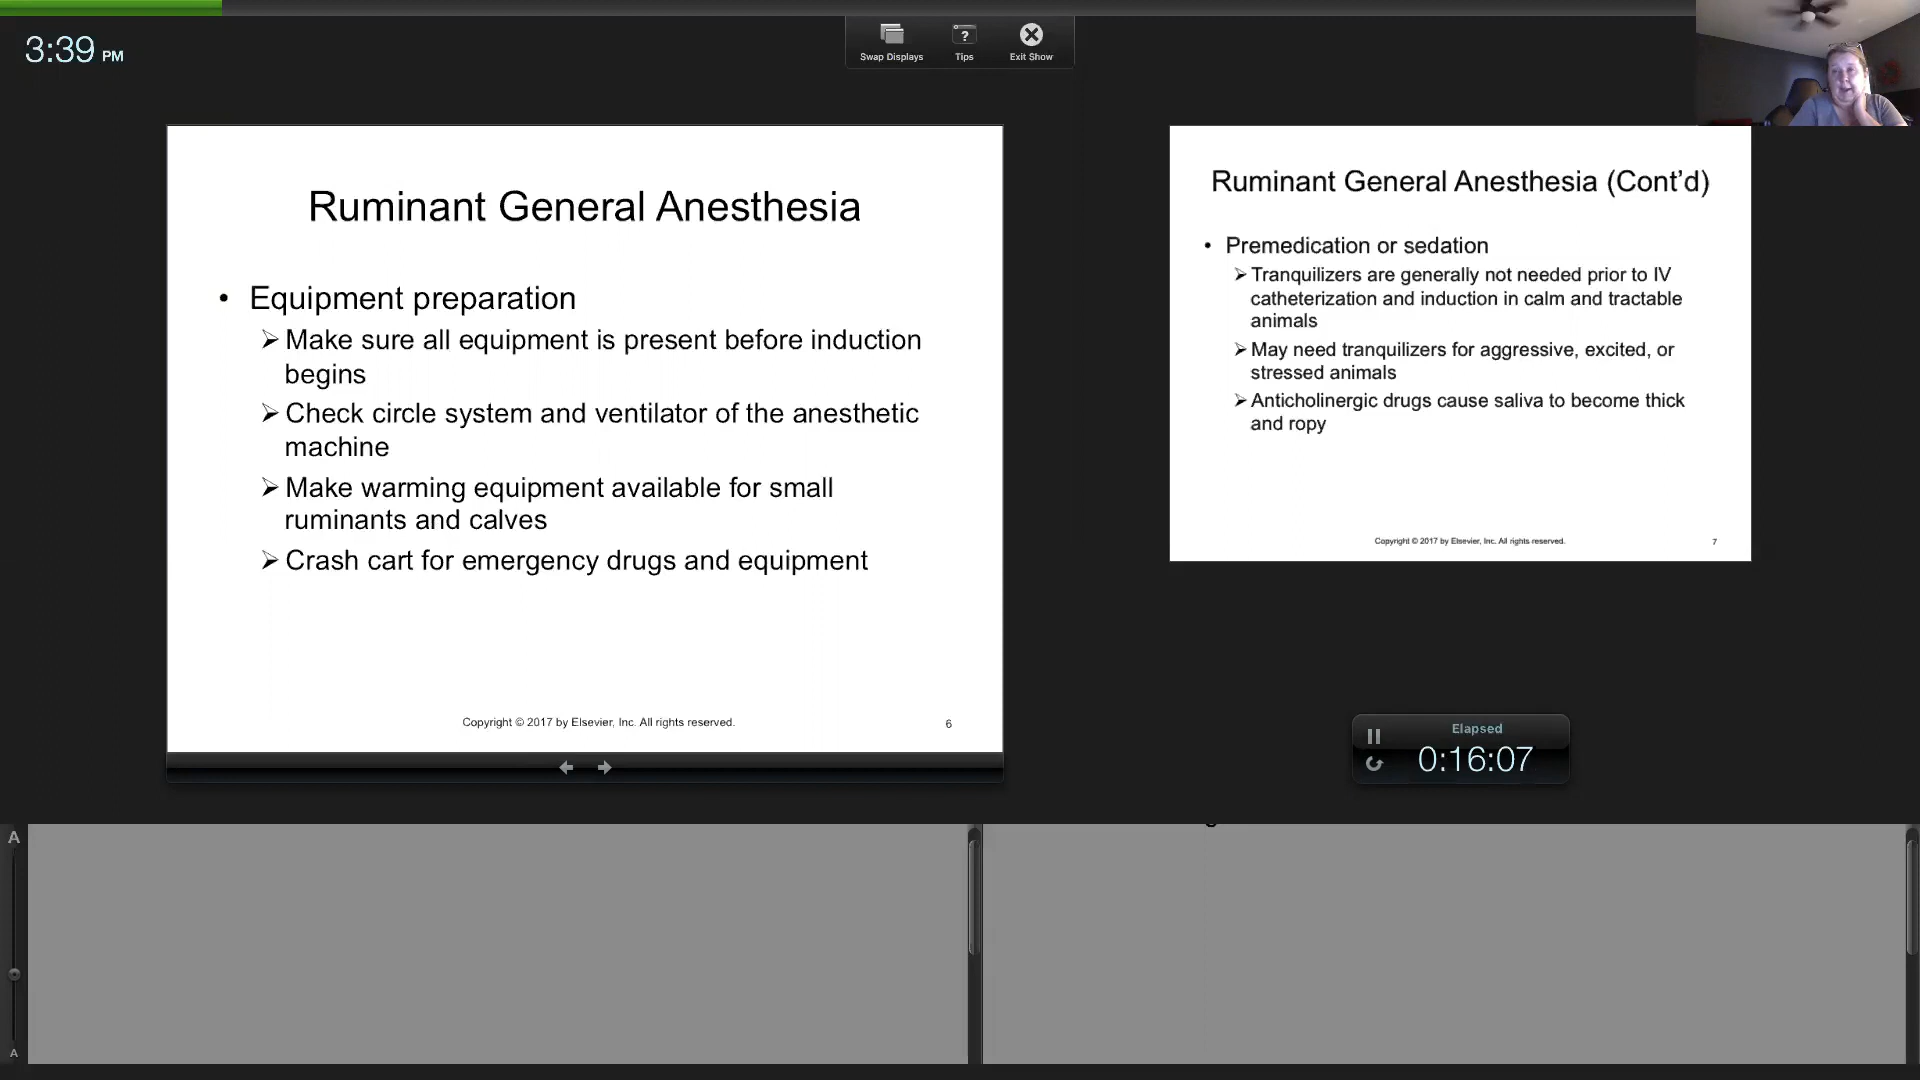 3:39 PM
Swap Displays
Tips
Exit Show
Ruminant General Anesthesia
• Equipment preparation
➢ Make sure all equipment is present before induction
begins
➢ Check circle system and ventilator of the anesthetic
machine
➢ Make warming equipment available for small
ruminants and calves
➢ Crash cart for emergency drugs and equipment
Copyright © 2017 by Elsevier, Inc. All rights reserved.
6
Ruminant General Anesthesia (Cont’d)
• Premedication or sedation
➢ Tranquilizers are generally not needed prior to IV
catheterization and induction in calm and tractable
animals
➢ May need tranquilizers for aggressive, excited, or
stressed animals
➢ Anticholinergic drugs cause saliva to become thick
and ropy
Copyright © 2017 by Elsevier, Inc. All rights reserved.
7
Elapsed
0:16:07
A
A